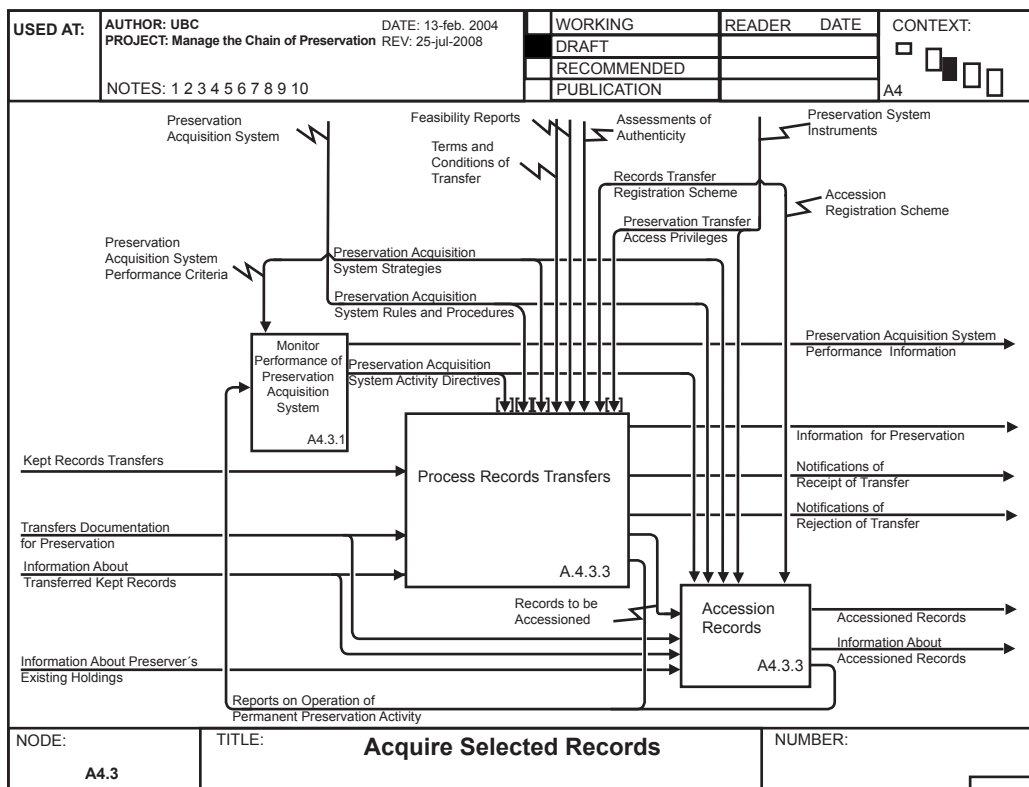 USED AT:
AUTHOR: UBC
PROJECT: Manage the Chain of Preservation
DATE: 13-feb. 2004
REV: 25-jul-2008
NOTES: 1 2 3 4 5 6 7 8 9 10
WORKING
DRAFT
RECOMMENDED
PUBLICATION
READER DATE
CONTEXT:
A4
Preservation
Acquisition System
Feasibility Reports
Terms and
Conditions of
Transfer
Assessments of
Authenticity
Preservation System
Instruments
Records Transfer
Registration Scheme
Accession
Registration Scheme
Preservation Transfer
Access Privileges
Preservation
Acquisition System
Performance Criteria
Preservation Acquisition
System Strategies
Preservation Acquisition
System Rules and Procedures
Monitor
Performance of
Preservation
Acquisition
System
A4.3.1
Preservation Acquisition System
Performance Information
Preservation Acquisition
System Activity Directives
[ ] [ ] [ ] [ ]
Information for Preservation
Kept Records Transfers
Process Records Transfers
A.4.3.3
Notifications of
Receipt of Transfer
Notifications of
Rejection of Transfer
Transfers Documentation
for Preservation
Information About
Transferred Kept Records
Records to be
Accessioned
Accession
Records
A4.3.3
Accessioned Records
Information About
Accessioned Records
Information About Preserver´s
Existing Holdings
Reports on Operation of
Permanent Preservation Activity
NODE:
A4.3
TITLE:
Acquire Selected Records
NUMBER: